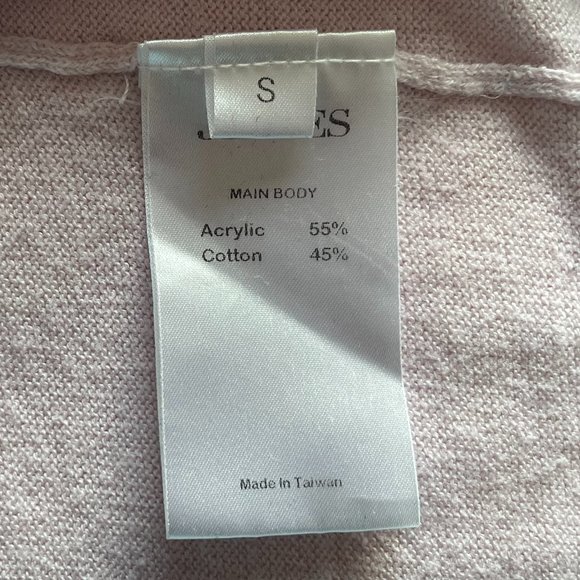 S
MAIN BODY
Acrylic 55%
Cotton 45%
Made In Taiwan